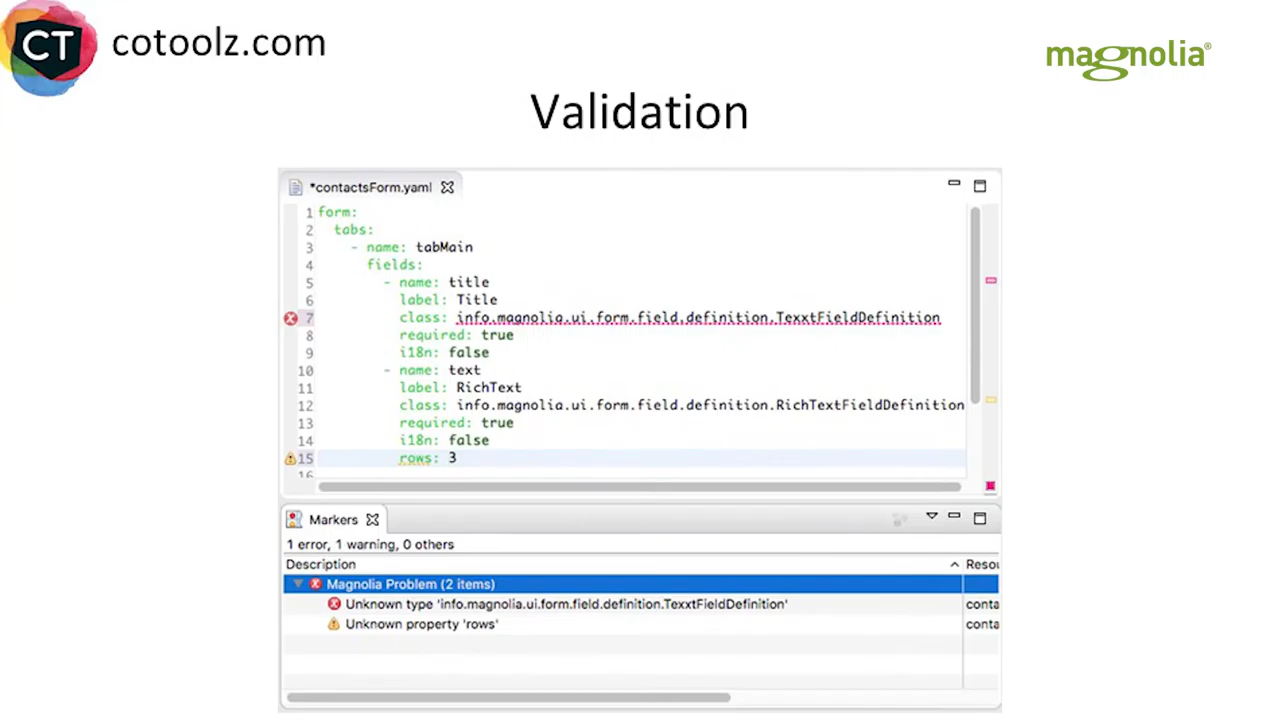 CT cotoolz.com
magnolia®
Validation
*contactsForm.yaml
1 form:
2 tabs:
3 - name: tabMain
4 fields:
5 - name: title
6 label: Title
7 class: info.magnolia.ui.form.field.definition.TexxtFieldDefinition
8 required: true
9 i18n: false
10 - name: text
11 label: RichText
12 class: info.magnolia.ui.form.field.definition.RichTextFieldDefinition
13 required: true
14 i18n: false
15 rows: 3
16
Markers
1 error, 1 warning, 0 others
Description Resou
Magnolia Problem (2 items)
Unknown type 'info.magnolia.ui.form.field.definition.TexxtFieldDefinition' conta
Unknown property 'rows' conta